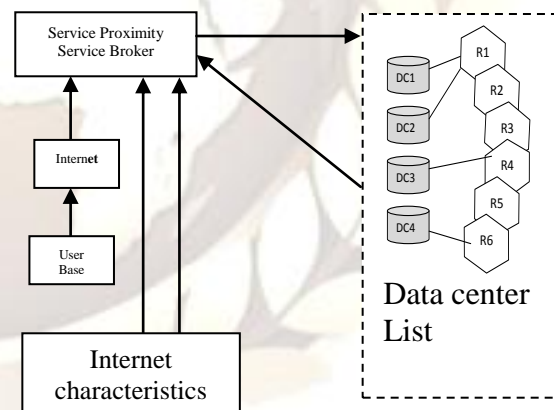 Service Proximity
Service Broker
Internet
User
Base
Internet
characteristics
DC1
DC2
DC3
DC4
R1
R2
R3
R4
R5
R6
Data center
List